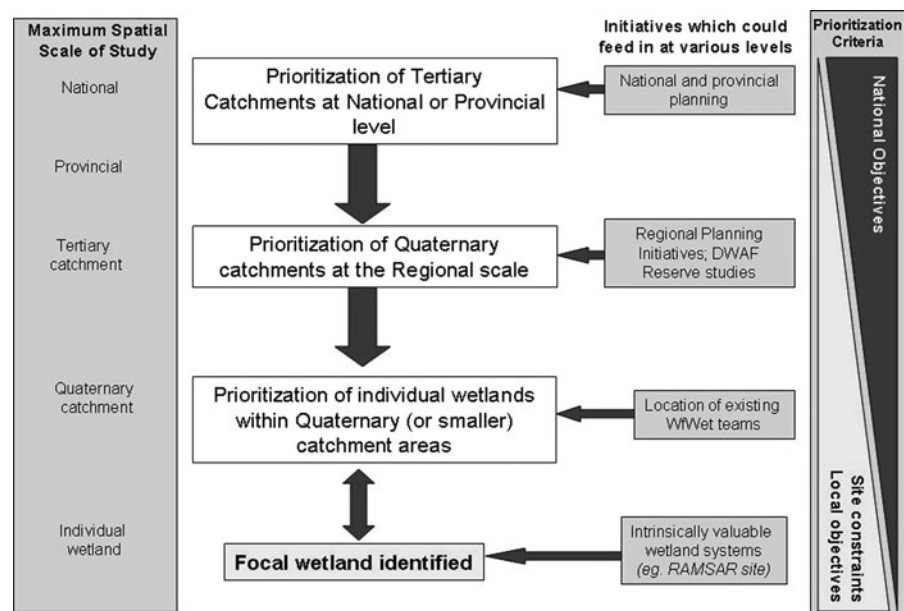 Maximum Spatial
Scale of Study
National
Provincial
Tertiary
catchment
Quaternary
catchment
Individual
wetland
Prioritization of Tertiary
Catchments at National or Provincial
level
Prioritization of Quaternary
catchments at the Regional scale
Prioritization of individual wetlands
within Quaternary (or smaller)
catchment areas
Focal wetland identified
Initiatives which could
feed in at various levels
National and provincial
planning
Regional Planning
Initiatives; DWAF
Reserve studies
Location of existing
WfWet teams
Intrinsically valuable
wetland systems
(eg. RAMSAR site)
Prioritization
Criteria
National Objectives
Site constraints
Local objectives